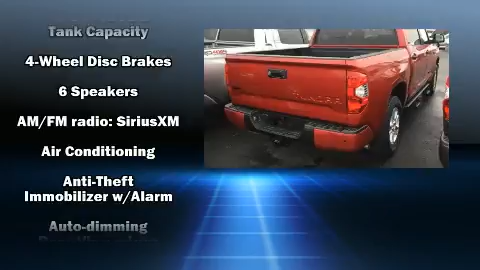 Tank Capacity
4-Wheel Disc Brakes
6 Speakers
AM/FM radio: SiriusXM
Air Conditioning
Anti-Theft
Immobilizer w/Alarm
Auto-dimming
TUNDRA